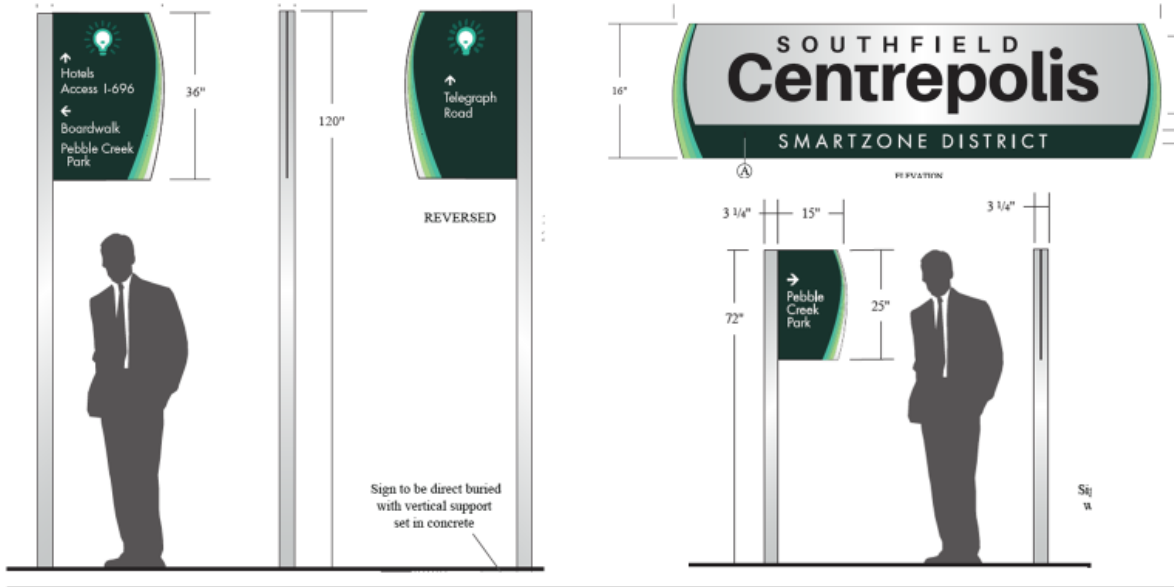 Hotels
Access I-696
Boardwalk
Pebble Creek
Park
36"
120"
Telegraph
Road
REVERSED
Sign to be direct buried
with vertical support
set in concrete
SOUTHFIELD
Centrepolis
SMARTZONE DISTRICT
16"
A
ELEVATION
3 1/4"
15"
3 1/4"
Pebble
Creek
Park
72"
25"